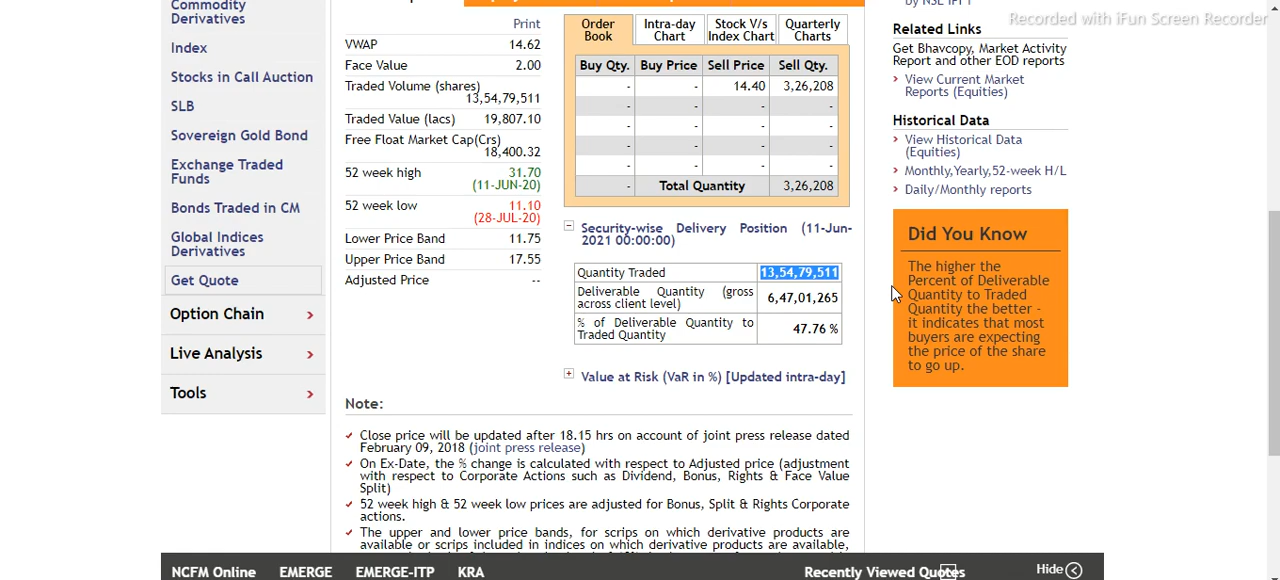 Recorded with iFun Screen Recorder
Commodity
Derivatives
Index
Stocks in Call Auction
SLB
Sovereign Gold Bond
Exchange Traded
Funds
Bonds Traded in CM
Global Indices
Derivatives
Get Quote
Option Chain
Live Analysis
Tools
Print
VWAP 14.62
Face Value 2.00
Traded Volume (shares)
13,54,79,511
Traded Value (lacs) 19,807.10
Free Float Market Cap(Crs)
18,400.32
52 week high 31.70
(11-JUN-20)
52 week low 11.10
(28-JUL-20)
Lower Price Band 11.75
Upper Price Band 17.55
Adjusted Price --
Order
Book
Intra-day
Chart
Stock V/s
Index Chart
Quarterly
Charts
Buy Qty. Buy Price Sell Price Sell Qty.
- - 14.40 3,26,208
- - - -
- - - -
- - - -
- - - -
- Total Quantity 3,26,208
Security-wise Delivery Position (11-Jun-
2021 00:00:00)
Quantity Traded 13,54,79,511
Deliverable Quantity (gross
across client level) 6,47,01,265
% of Deliverable Quantity to
Traded Quantity 47.76 %
Value at Risk (VaR in %) [Updated intra-day]
Note:
Close price will be updated after 18.15 hrs on account of joint press release dated
February 09, 2018 (joint press release)
On Ex-Date, the % change is calculated with respect to Adjusted price (adjustment
with respect to Corporate Actions such as Dividend, Bonus, Rights & Face Value
Split)
52 week high & 52 week low prices are adjusted for Bonus, Split & Rights Corporate
actions.
The upper and lower price bands, for scrips on which derivative products are
available or scrips included in indices on which derivative products are available,
Related Links
Get Bhavcopy, Market Activity
Report and other EOD reports
View Current Market
Reports (Equities)
Historical Data
View Historical Data
(Equities)
Monthly,Yearly,52-week H/L
Daily/Monthly reports
Did You Know
The higher the
Percent of Deliverable
Quantity to Traded
Quantity the better -
it indicates that most
buyers are expecting
the price of the share
to go up.
NCFM Online EMERGE EMERGE-ITP KRA Recently Viewed Quotes Hide